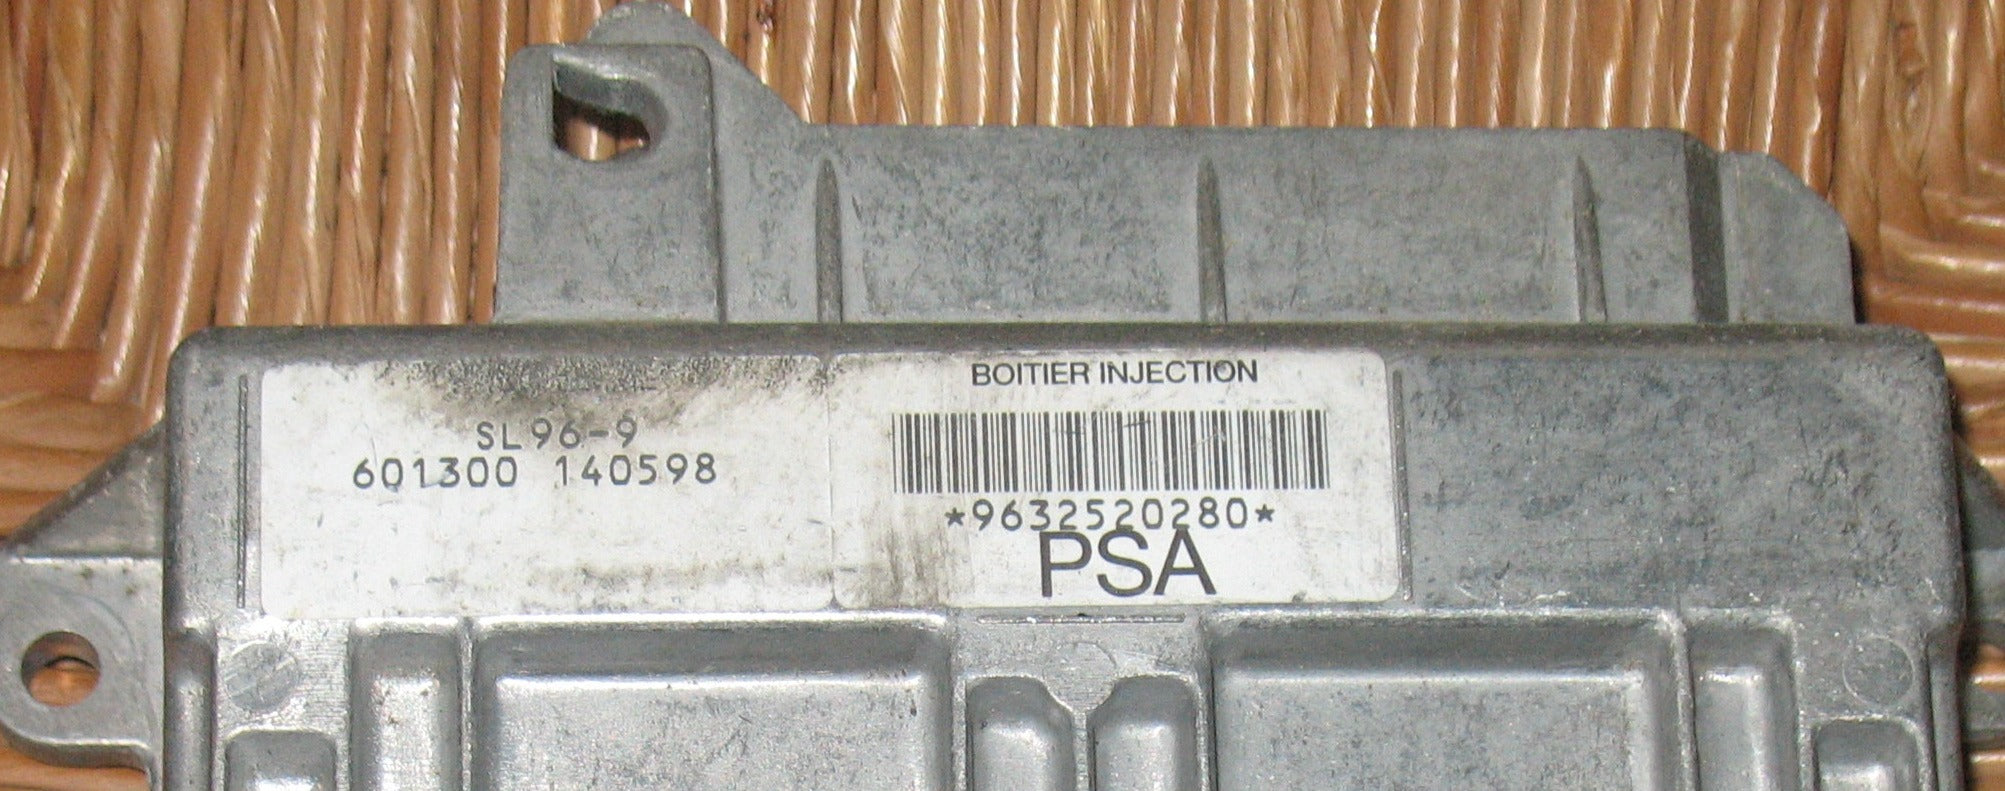 SL96-9
601300 140598
BOITIER INJECTION
*9632520280*
PSA